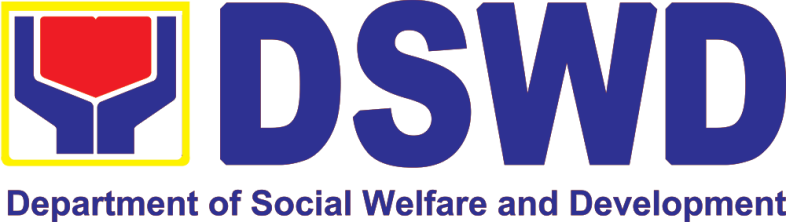 DSWD
Department of Social Welfare and Development